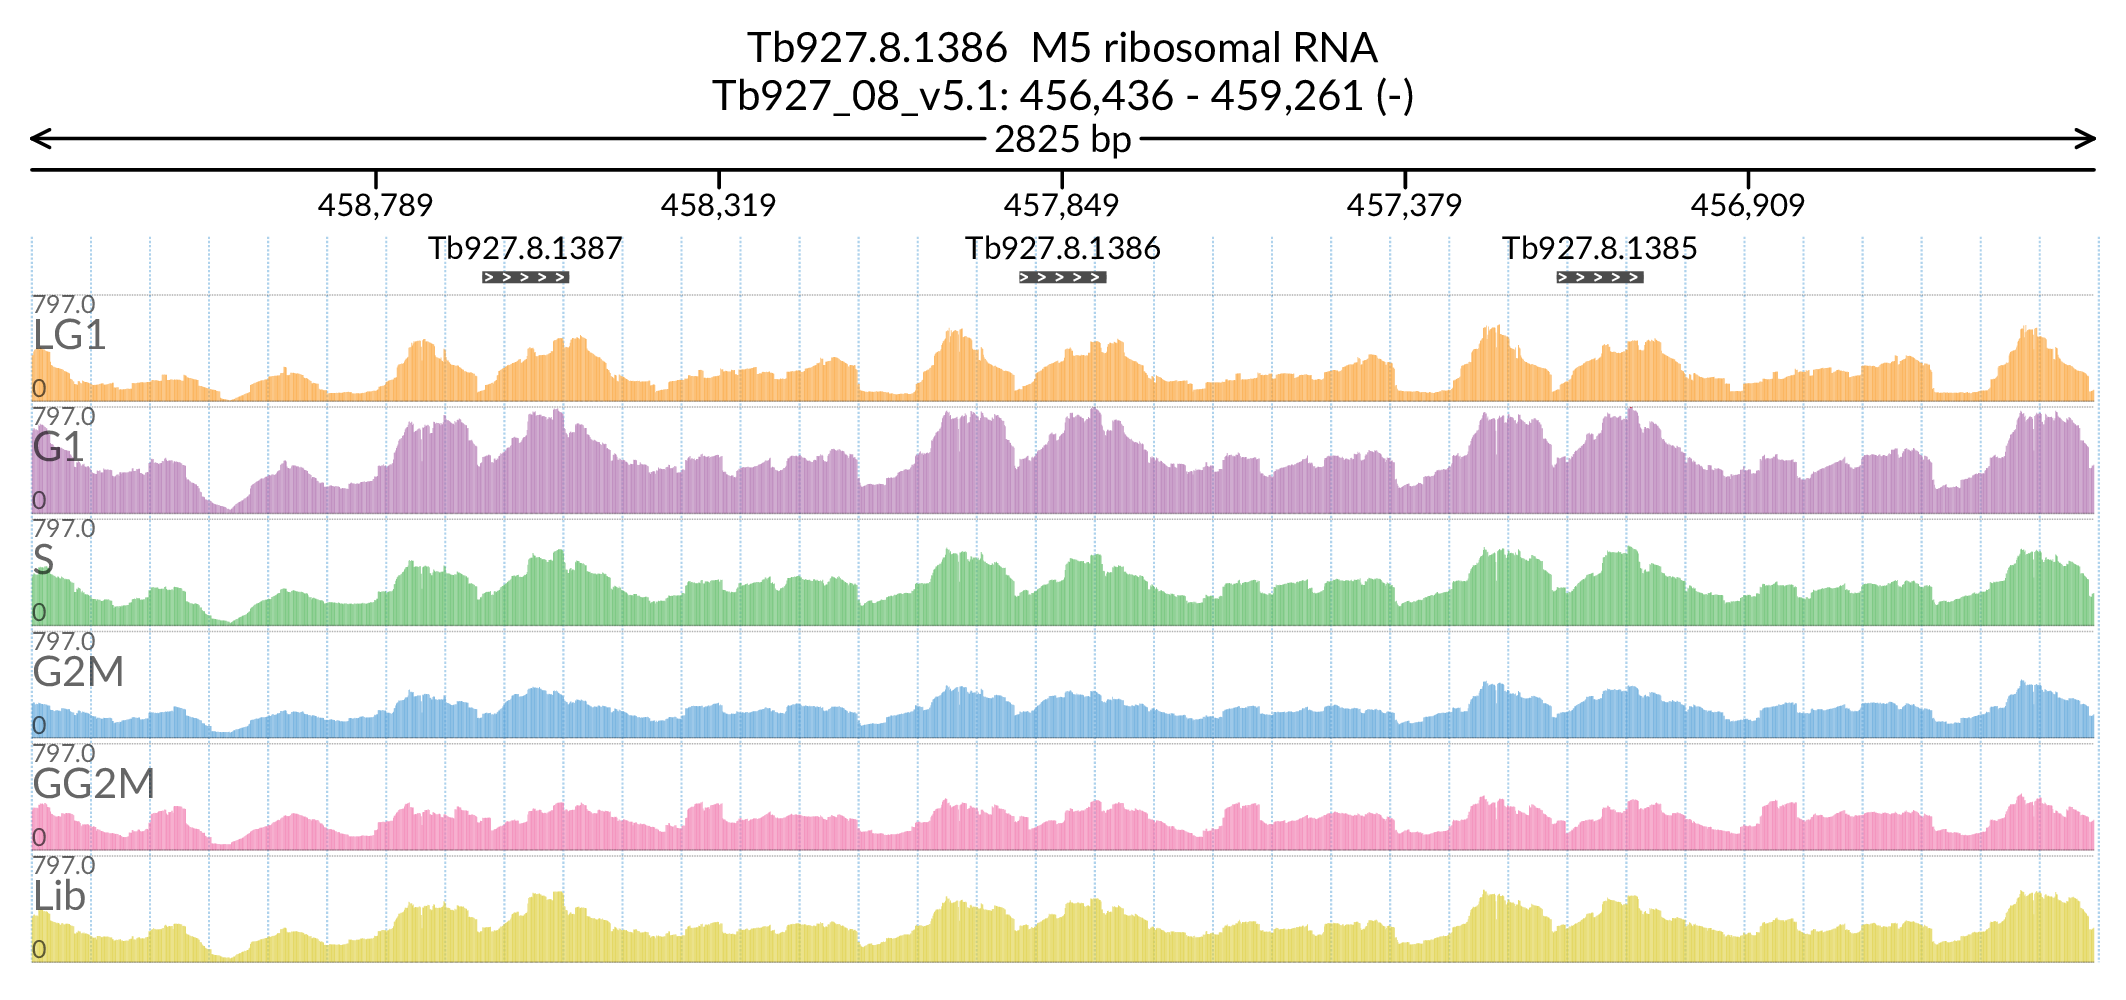 Tb927.8.1386  M5 ribosomal RNA
Tb927_08_v5.1: 456,436 - 459,261 (-)
2825 bp
458,789 458,319 457,849 457,379 456,909
Tb927.8.1387 Tb927.8.1386 Tb927.8.1385
797.0
LG1
0
797.0
G1
0
797.0
S
0
797.0
G2M
0
797.0
GG2M
0
797.0
Lib
0